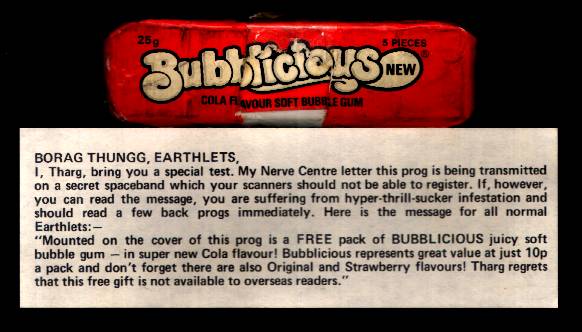 25g
5 PIECES
Bubblicious
NEW
®
COLA FLAVOUR SOFT BUBBLE GUM
BORAG THUNGG, EARTHLETS,
I, Tharg, bring you a special test. My Nerve Centre letter this prog is being transmitted
on a secret spaceband which your scanners should not be able to register. If, however,
you can read the message, you are suffering from hyper-thrill-sucker infestation and
should read a few back progs immediately. Here is the message for all normal
Earthlets:—
"Mounted on the cover of this prog is a FREE pack of BUBBLICIOUS juicy soft
bubble gum — in super new Cola flavour! Bubblicious represents great value at just 10p
a pack and don't forget there are also Original and Strawberry flavours! Tharg regrets
that this free gift is not available to overseas readers."